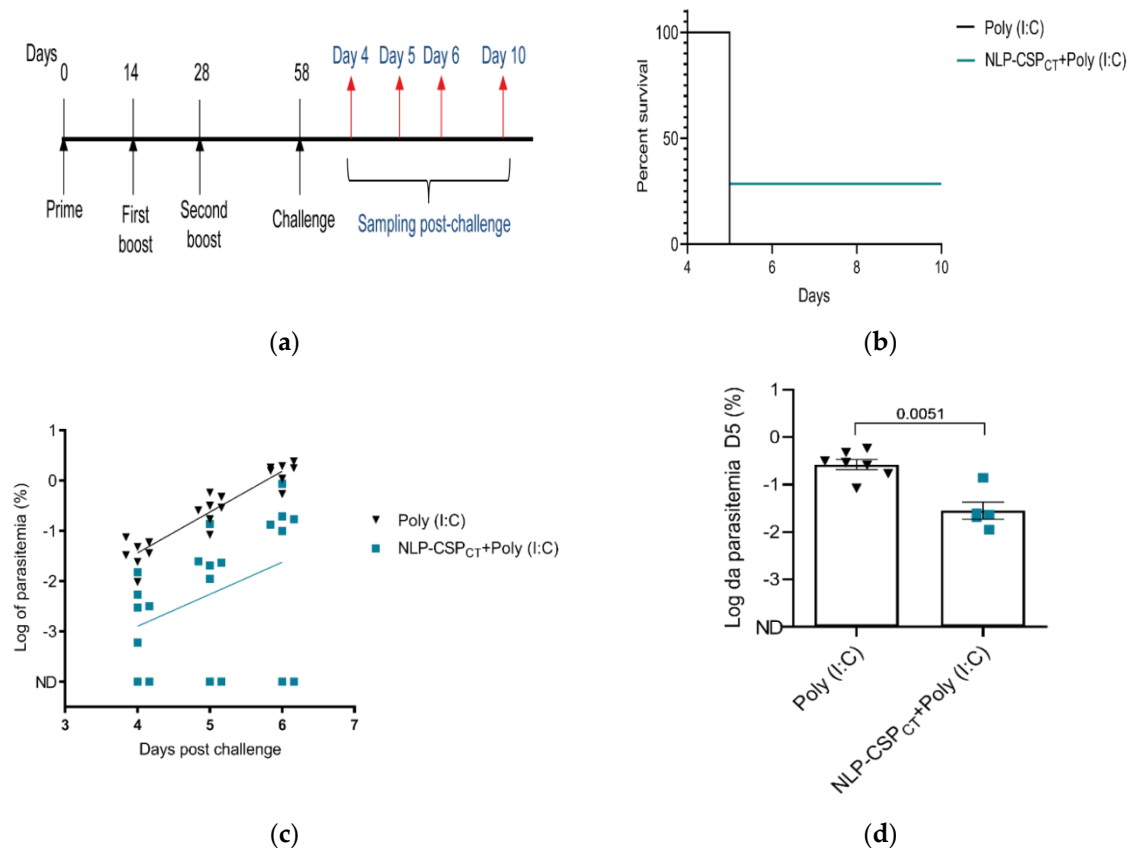 Days
0
14
28
58
Day 4
Day 5
Day 6
Day 10
Prime
First
boost
Second
boost
Challenge
Sampling post-challenge
(a)
Percent survival
100
50
0
4
6
8
10
Days
Poly (I:C)
NLP-CSPCT+Poly (I:C)
(b)
Log of parasitemia (%)
1
0
-1
-2
-3
ND
3
4
5
6
7
Days post challenge
Poly (I:C)
NLP-CSPCT+Poly (I:C)
(c)
Log da parasitemia D5 (%)
1
0
-1
-2
-3
ND
0.0051
Poly (I:C)
NLP-CSPCT+Poly (I:C)
(d)